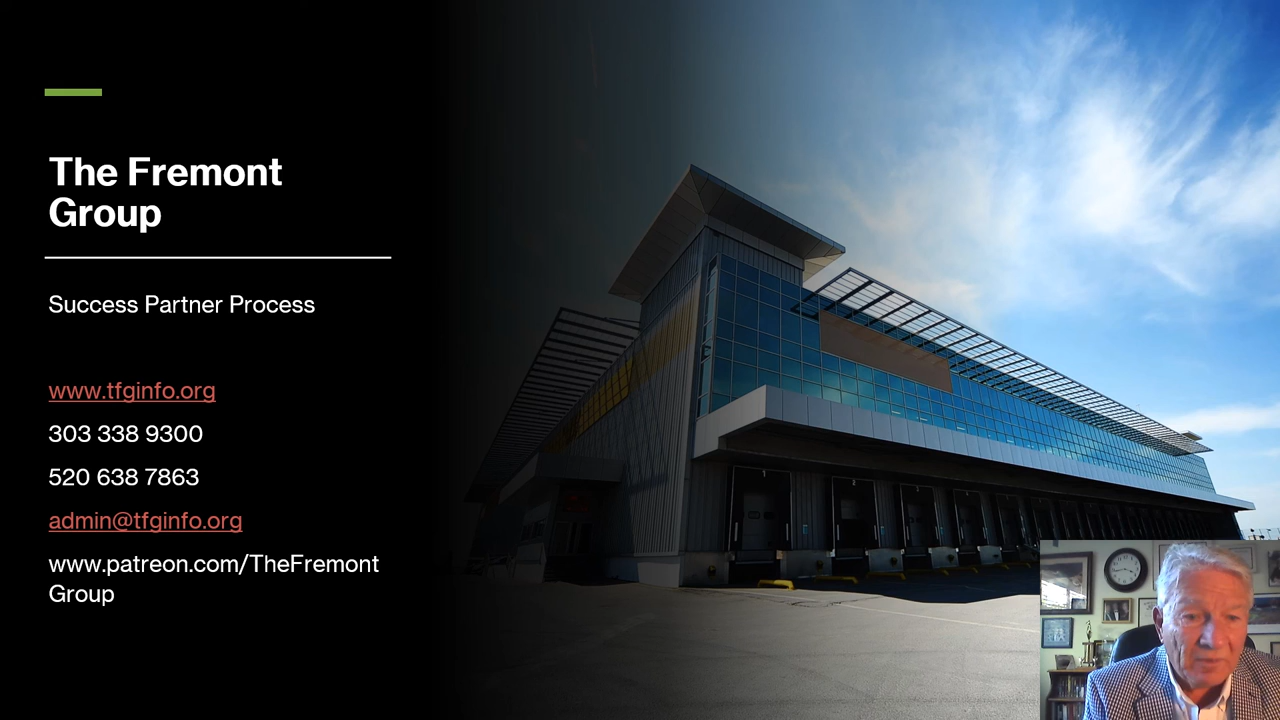 The Fremont
Group
Success Partner Process
www.tfginfo.org
303 338 9300
520 638 7863
admin@tfginfo.org
www.patreon.com/TheFremont
Group